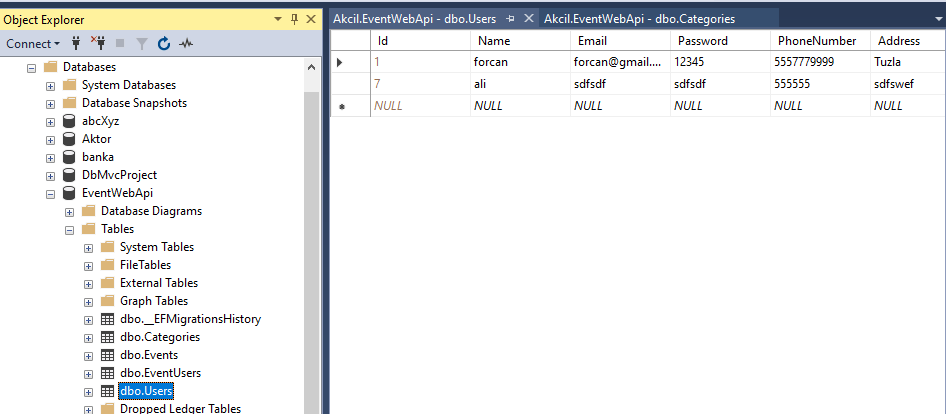 Object Explorer
Connect
Databases
System Databases
Database Snapshots
abcXyz
Aktor
banka
DbMvcProject
EventWebApi
Database Diagrams
Tables
System Tables
FileTables
External Tables
Graph Tables
dbo.__EFMigrationsHistory
dbo.Categories
dbo.Events
dbo.EventUsers
dbo.Users
Dropped Ledger Tables
Akcil.EventWebApi - dbo.Users Akcil.EventWebApi - dbo.Categories
Id Name Email Password PhoneNumber Address
1 forcan forcan@gmail.... 12345 5557779999 Tuzla
7 ali sdfsdf sdfsdf 555555 sdfswef
NULL NULL NULL NULL NULL NULL